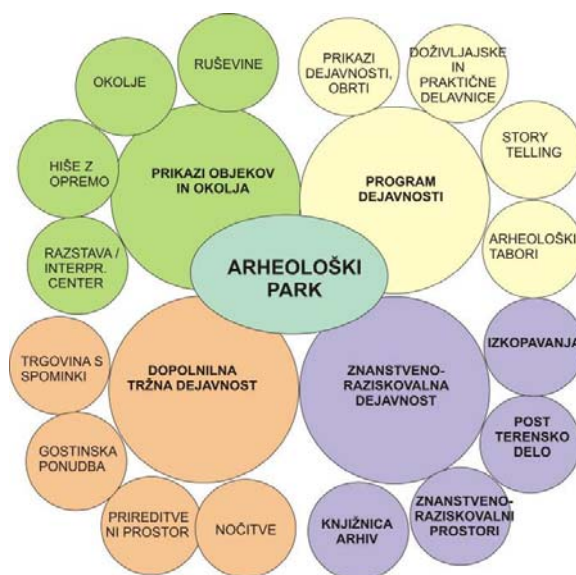 RUŠEVINE
OKOLJE
HIŠE Z
OPREMO
RAZSTAVA /
INTERPR.
CENTER
PRIKAZI OBJEKOV
IN OKOLJA
PRIKAZI
DEJAVNOSTI,
OBRTI
DOŽIVLJAJSKE
IN
PRAKTIČNE
DELAVNICE
STORY
TELLING
ARHEOLOŠKI
TABORI
PROGRAM
DEJAVNOSTI
ARHEOLOŠKI
PARK
DOPOLNILNA
TRŽNA DEJAVNOST
TRGOVINA S
SPOMINKI
GOSTINSKA
PONUDBA
PRIREDITVE
NI PROSTOR
NOČITVE
ZNANSTVENO-
RAZISKOVALNA
DEJAVNOST
IZKOPAVANJA
POST
TERENSKO
DELO
ZNANSTVENO-
RAZISKOVALNI
PROSTORI
KNJIŽNICA
ARHIV